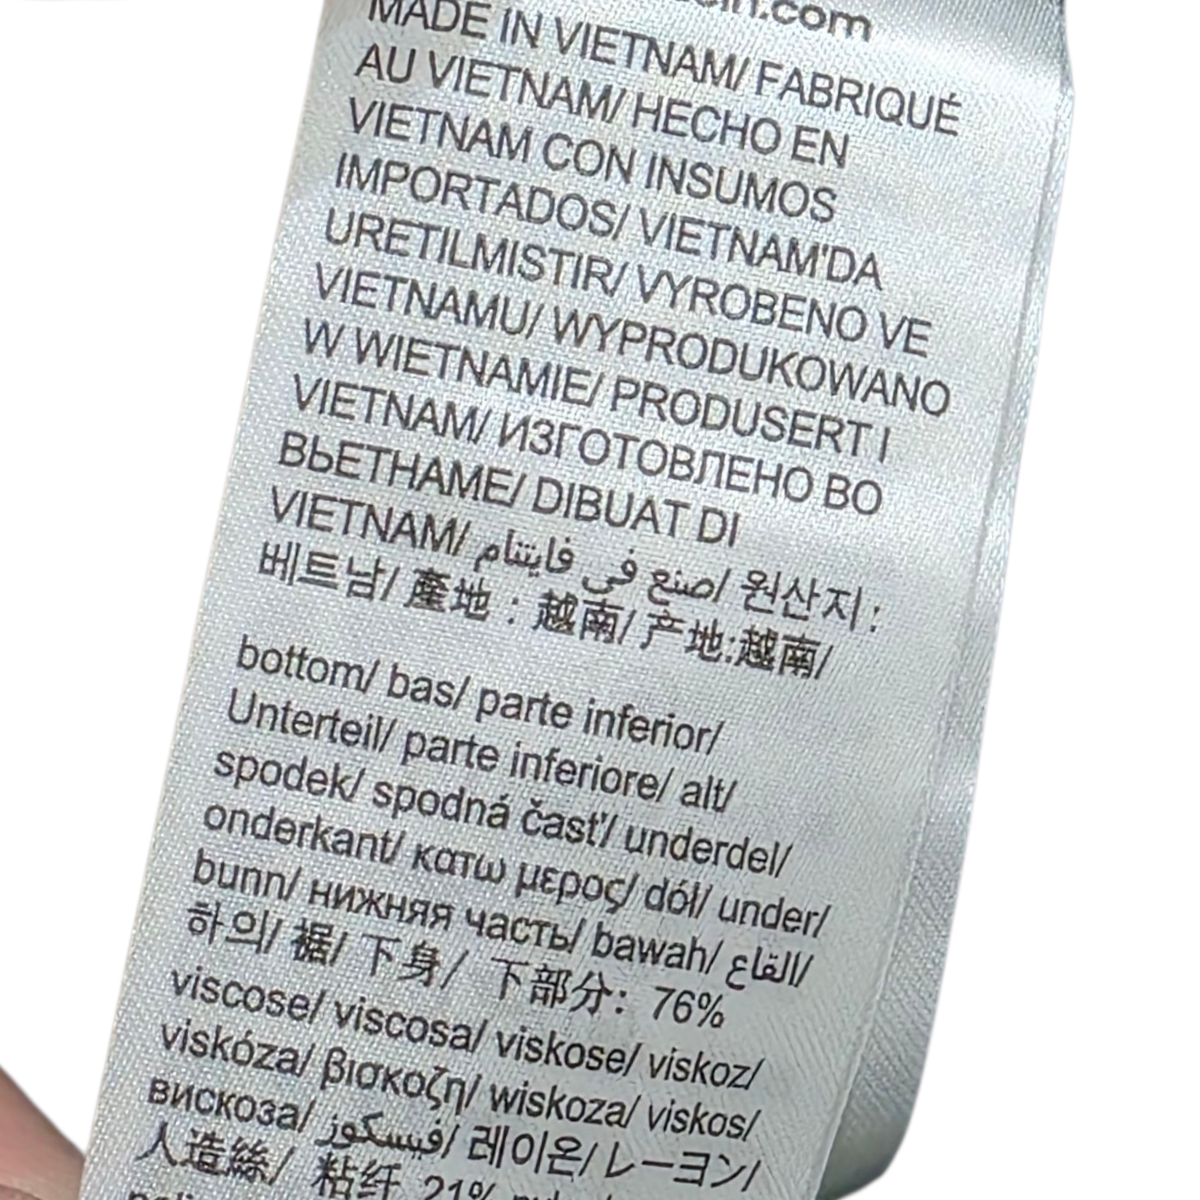 .com
MADE IN VIETNAM/ FABRIQUÉ
AU VIETNAM/ HECHO EN
VIETNAM CON INSUMOS
IMPORTADOS/ VIETNAM'DA
URETILMISTIR/ VYROBENO VE
VIETNAMU/ WYPRODUKOWANO
W WIETNAMIE/ PRODUSERT I
VIETNAM/ ИЗГОТОВЛЕНО ВО
ВЬЕТНАМЕ/ DIBUAT DI
VIETNAM/ صنع في فايتنام/ 원산지:
베트남/ 產地 : 越南/ 产地:越南/
bottom/ bas/ parte inferior/
Unterteil/ parte inferiore/ alt/
spodek/ spodná časť/ underdel/
onderkant/ κατω μερος/ dół/ under/
bunn/ нижняя часть/ bawah/ القاع/
하의/ 裾/ 下身/ 下部分: 76%
viscose/ viscosa/ viskose/ viskoz/
viskóza/ βισκοζη/ wiskoza/ viskos/
вискоза/ فيسكوز/ 레이온/ レーヨン/
人造絲/ 粘纤 21%